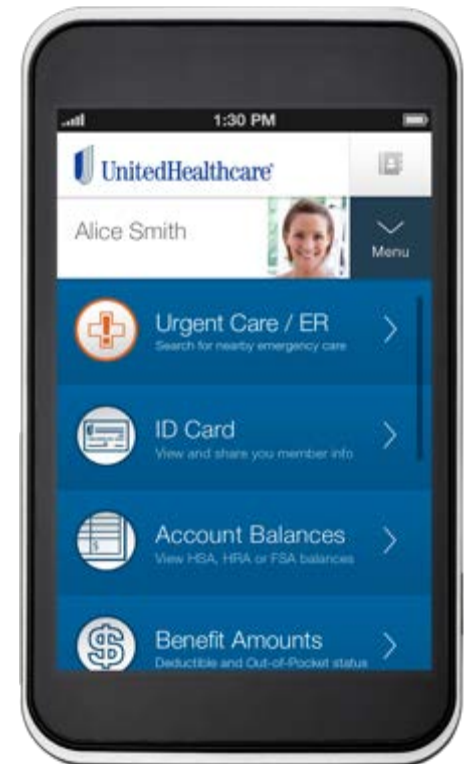 1:30 PM
UnitedHealthcare®
Alice Smith
Menu
Urgent Care / ER
Search for nearby emergency care
ID Card
View and share you member info
Account Balances
View HSA, HRA or FSA balances
Benefit Amounts
Deductible and Out-of-Pocket status